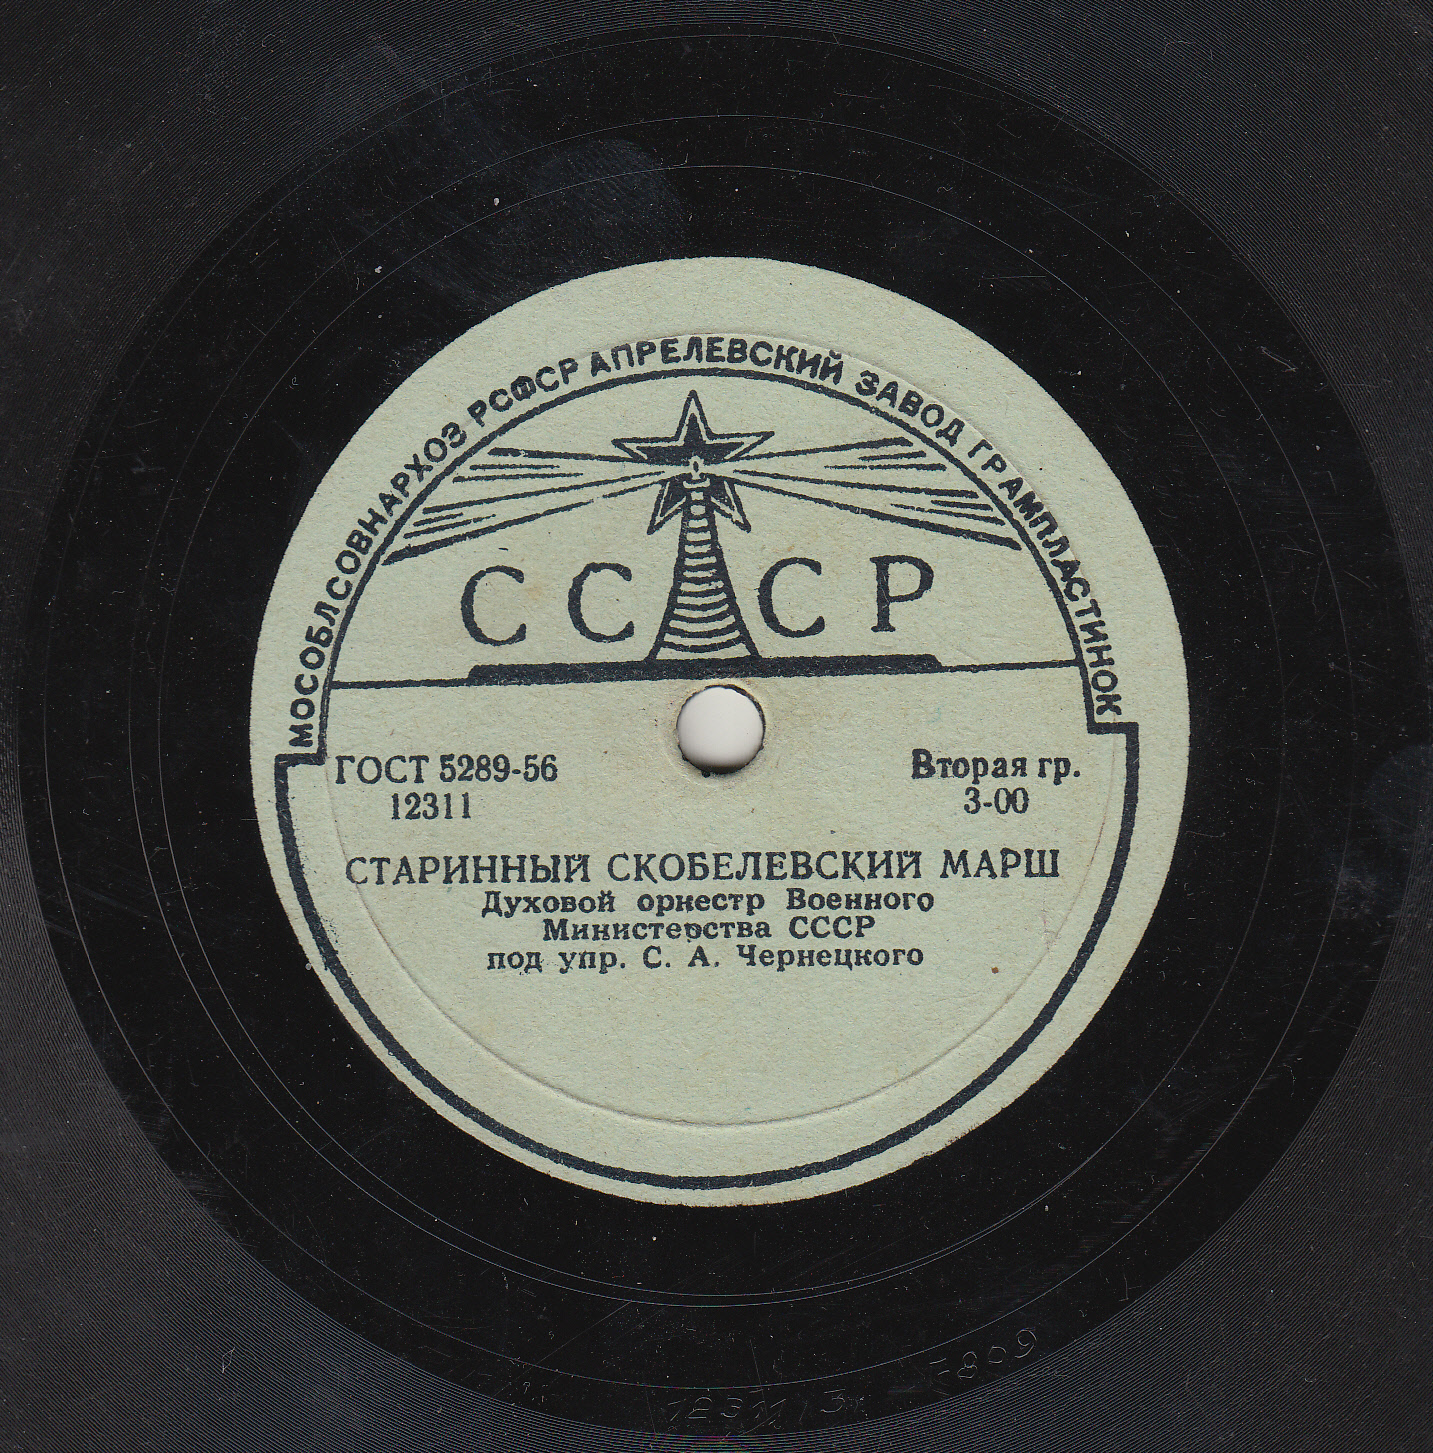 МОСОБЛСОВНАРХОЗ РСФСР АПРЕЛЕВСКИЙ ЗАВОД ГРАМПЛАСТИНОК
СССР
ГОСТ 5289-56
12311
Вторая гр.
3-00
СТАРИННЫЙ СКОБЕЛЕВСКИЙ МАРШ
Духовой оркестр Военного
Министерства СССР
под упр. С. А. Чернецкого